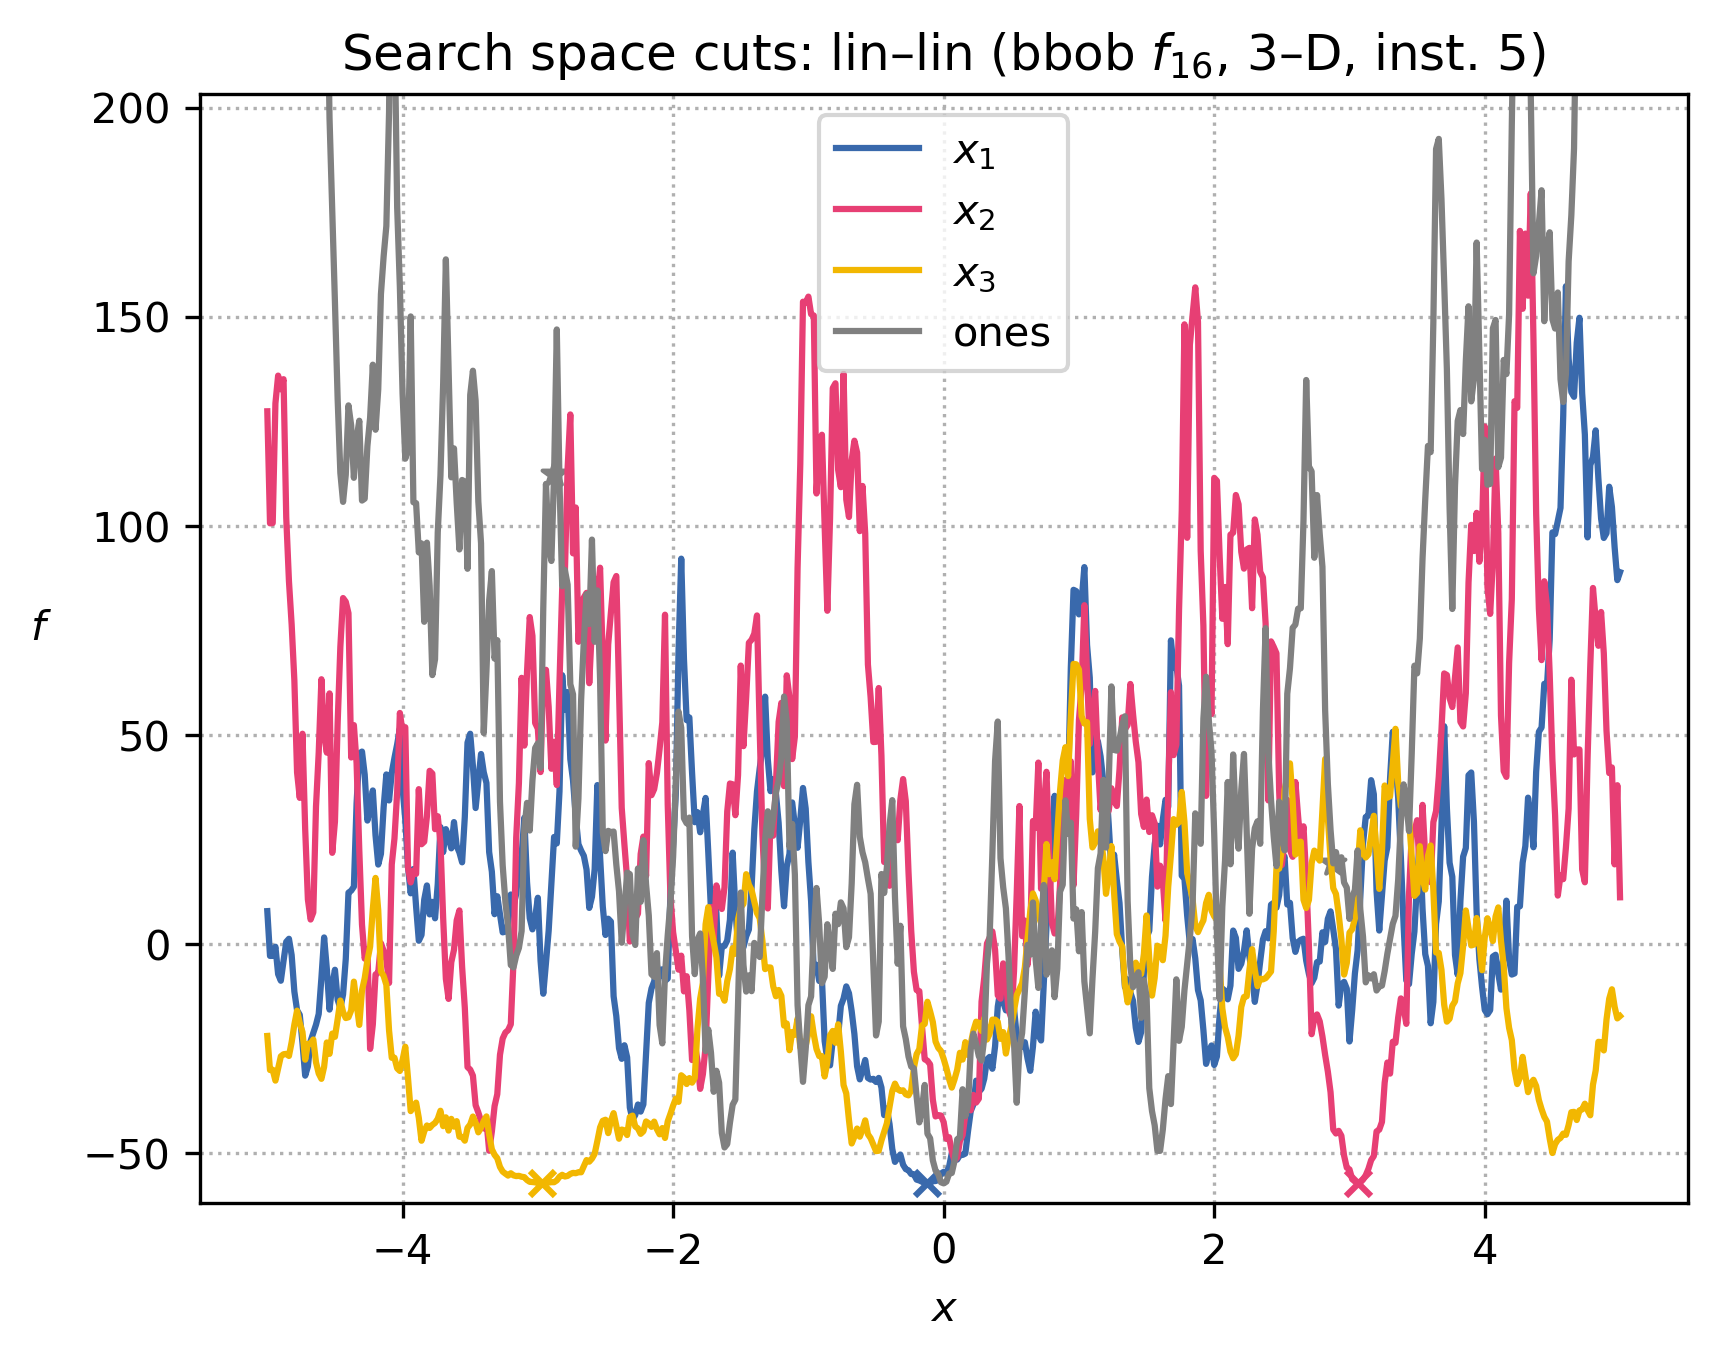 Search space cuts: lin–lin (bbob f₁₆, 3–D, inst. 5)
200
150
100
50
0
−50
f
x₁
x₂
x₃
ones
−4 −2 0 2 4
x